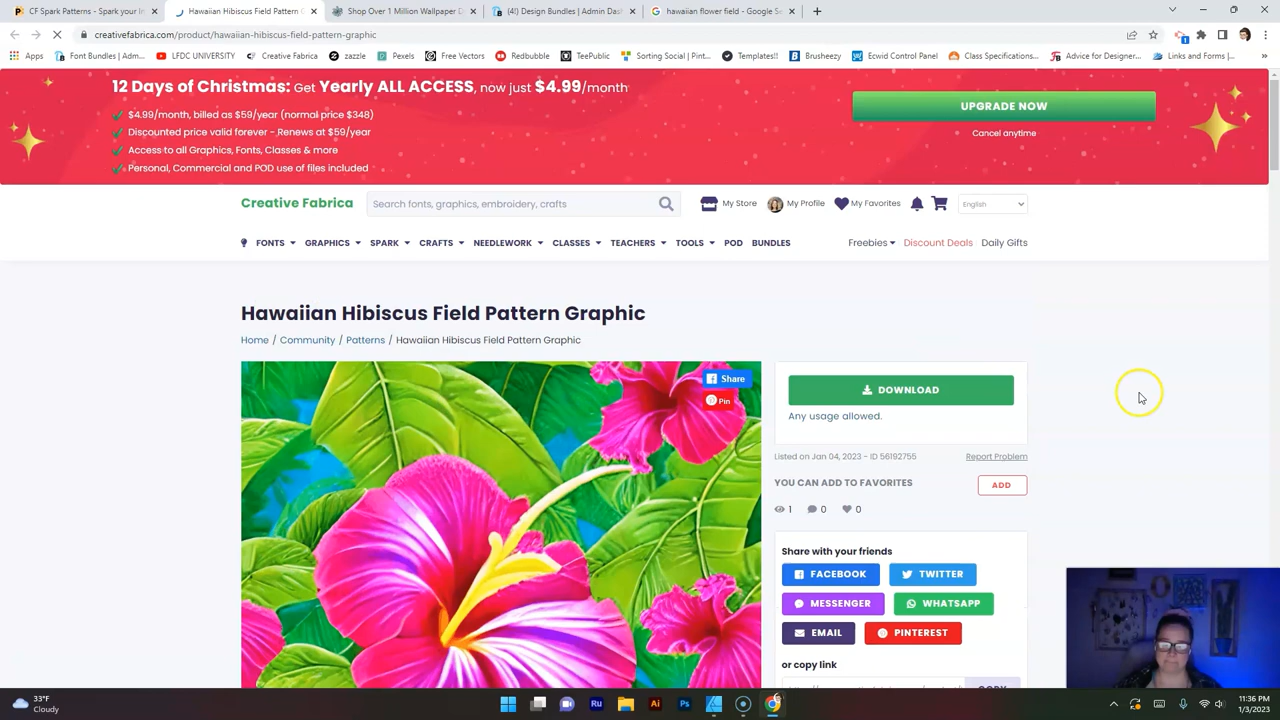 CF Spark Patterns - Spark your in
Hawaiian Hibiscus Field Pattern G
Shop Over 1 Million Wallpaper De
(4!) Design Bundles | Admin Dash
hawaiian flower field - Google Se
creativefabrica.com/product/hawaiian-hibiscus-field-pattern-graphic
Apps Font Bundles | Adm... LFDC UNIVERSITY Creative Fabrica zazzle Pexels Free Vectors Redbubble TeePublic Sorting Social | Pint... Templates!! Brusheezy Ecwid Control Panel Class Specifications... Advice for Designer... Links and Forms |... »
12 Days of Christmas: Get Yearly ALL ACCESS, now just $4.99/month
$4.99/month, billed as $59/year (normal price $348)
Discounted price valid forever - Renews at $59/year
Access to all Graphics, Fonts, Classes & more
Personal, Commercial and POD use of files included
UPGRADE NOW
Cancel anytime
Creative Fabrica
Search fonts, graphics, embroidery, crafts
My Store My Profile My Favorites
English
FONTS GRAPHICS SPARK CRAFTS NEEDLEWORK CLASSES TEACHERS TOOLS POD BUNDLES
Freebies Discount Deals Daily Gifts
Hawaiian Hibiscus Field Pattern Graphic
Home / Community / Patterns / Hawaiian Hibiscus Field Pattern Graphic
Share
Pin
DOWNLOAD
Any usage allowed.
Listed on Jan 04, 2023 - ID 56192755
Report Problem
YOU CAN ADD TO FAVORITES
ADD
1 0 0
Share with your friends
FACEBOOK TWITTER
MESSENGER WHATSAPP
EMAIL PINTEREST
or copy link
COPY
33°F
Cloudy
11:36 PM
1/3/2023